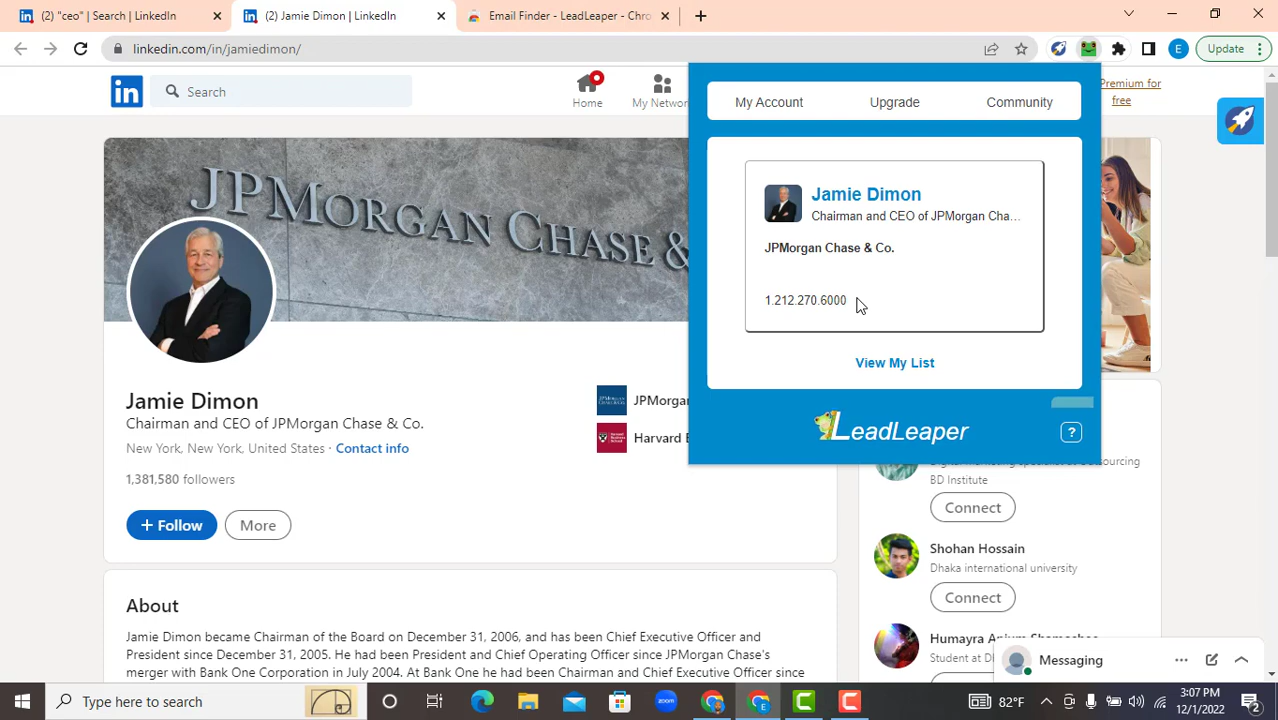 (2) "ceo" | Search | LinkedIn
(2) Jamie Dimon | LinkedIn
Email Finder - LeadLeaper - Chro
linkedin.com/in/jamiedimon/
E
Update
in
Search
Home
My Networ
Premium for
free
My Account
Upgrade
Community
JPMORGAN CHASE &
Jamie Dimon
Chairman and CEO of JPMorgan Cha...
JPMorgan Chase & Co.
1.212.270.6000
View My List
LeadLeaper
?
Jamie Dimon
Chairman and CEO of JPMorgan Chase & Co.
New York, New York, United States · Contact info
1,381,580 followers
JPMorgan
Harvard B
+ Follow
More
BD Institute
Connect
Shohan Hossain
Dhaka international university
Connect
Student at D
Messaging
About
Jamie Dimon became Chairman of the Board on December 31, 2006, and has been Chief Executive Officer and
President since December 31, 2005. He had been President and Chief Operating Officer since JPMorgan Chase's
merger with Bank One Corporation in July 2004. At Bank One he had been Chairman and Chief Executive Officer since
Type here to search
zoom
82°F
3:07 PM
12/1/2022
2